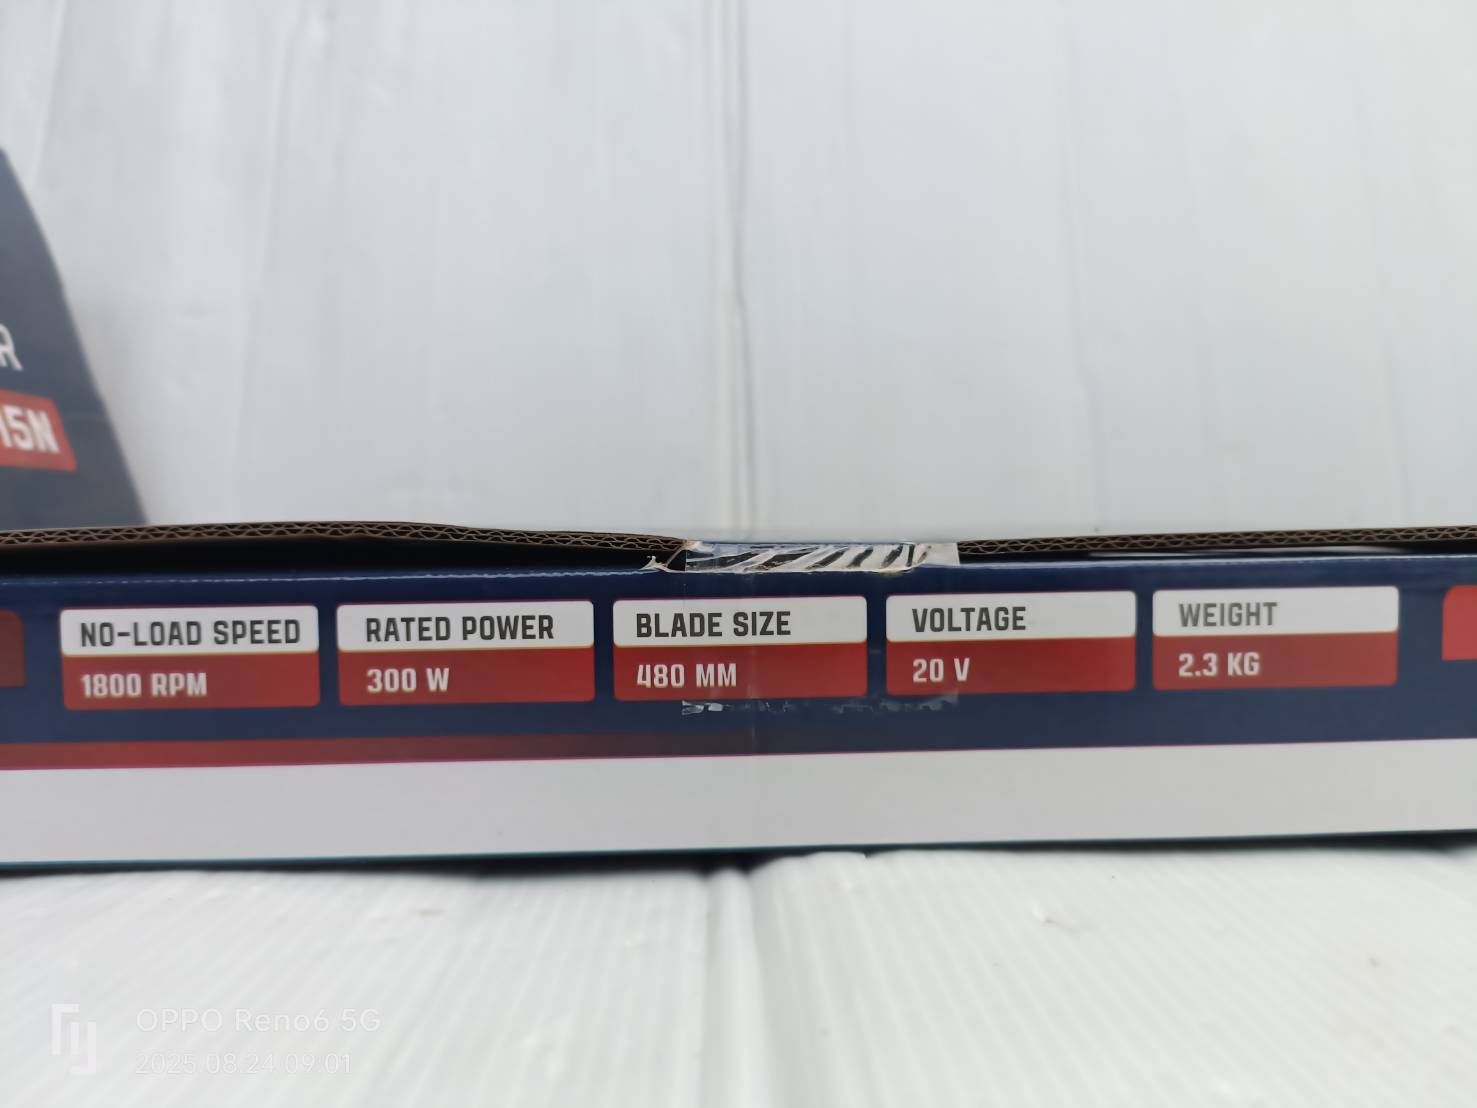 R
15N
NO-LOAD SPEED
1800 RPM
RATED POWER
300 W
BLADE SIZE
480 MM
VOLTAGE
20 V
WEIGHT
2.3 KG
OPPO Reno6 5G
2025.08.24 09:01